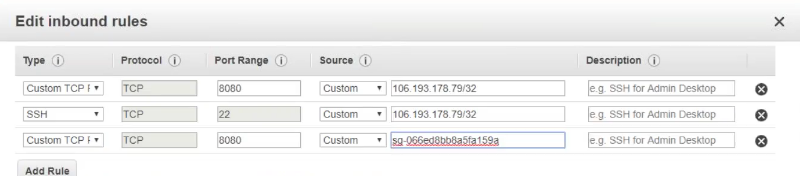 Edit inbound rules
Type Protocol Port Range Source Description
Custom TCP F TCP 8080 Custom 106.193.178.79/32 e.g. SSH for Admin Desktop
SSH TCP 22 Custom 106.193.178.79/32 e.g. SSH for Admin Desktop
Custom TCP F TCP 8080 Custom sg-066ed8bb8a5fa159a e.g. SSH for Admin Desktop
Add Rule